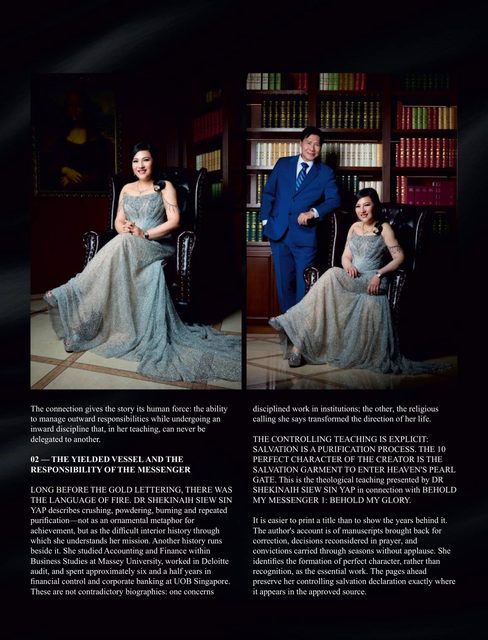 The connection gives the story its human force: the ability
to manage outward responsibilities while undergoing an
inward discipline that, in her teaching, can never be
delegated to another.
02 — THE YIELDED VESSEL AND THE
RESPONSIBILITY OF THE MESSENGER
LONG BEFORE THE GOLD LETTERING, THERE WAS
THE LANGUAGE OF FIRE. DR SHEKINAIH SIEW SIN
YAP describes crushing, powdering, burning and repeated
purification—not as an ornamental metaphor for
achievement, but as the difficult interior history through
which she understands her mission. Another history runs
beside it. She studied Accounting and Finance within
Business Studies at Massey University, worked in Deloitte
audit, and spent approximately six and a half years in
financial control and corporate banking at UOB Singapore.
These are not contradictory biographies: one concerns
disciplined work in institutions; the other, the religious
calling she says transformed the direction of her life.
THE CONTROLLING TEACHING IS EXPLICIT:
SALVATION IS A PURIFICATION PROCESS. THE 10
PERFECT CHARACTER OF THE CREATOR IS THE
SALVATION GARMENT TO ENTER HEAVEN'S PEARL
GATE. This is the theological teaching presented by DR
SHEKINAIH SIEW SIN YAP in connection with BEHOLD
MY MESSENGER 1: BEHOLD MY GLORY.
It is easier to print a title than to show the years behind it.
The author's account is of manuscripts brought back for
correction, decisions reconsidered in prayer, and
convictions carried through seasons without applause. She
identifies the formation of perfect character, rather than
recognition, as the essential work. The pages ahead
preserve her controlling salvation declaration exactly where
it appears in the approved source.